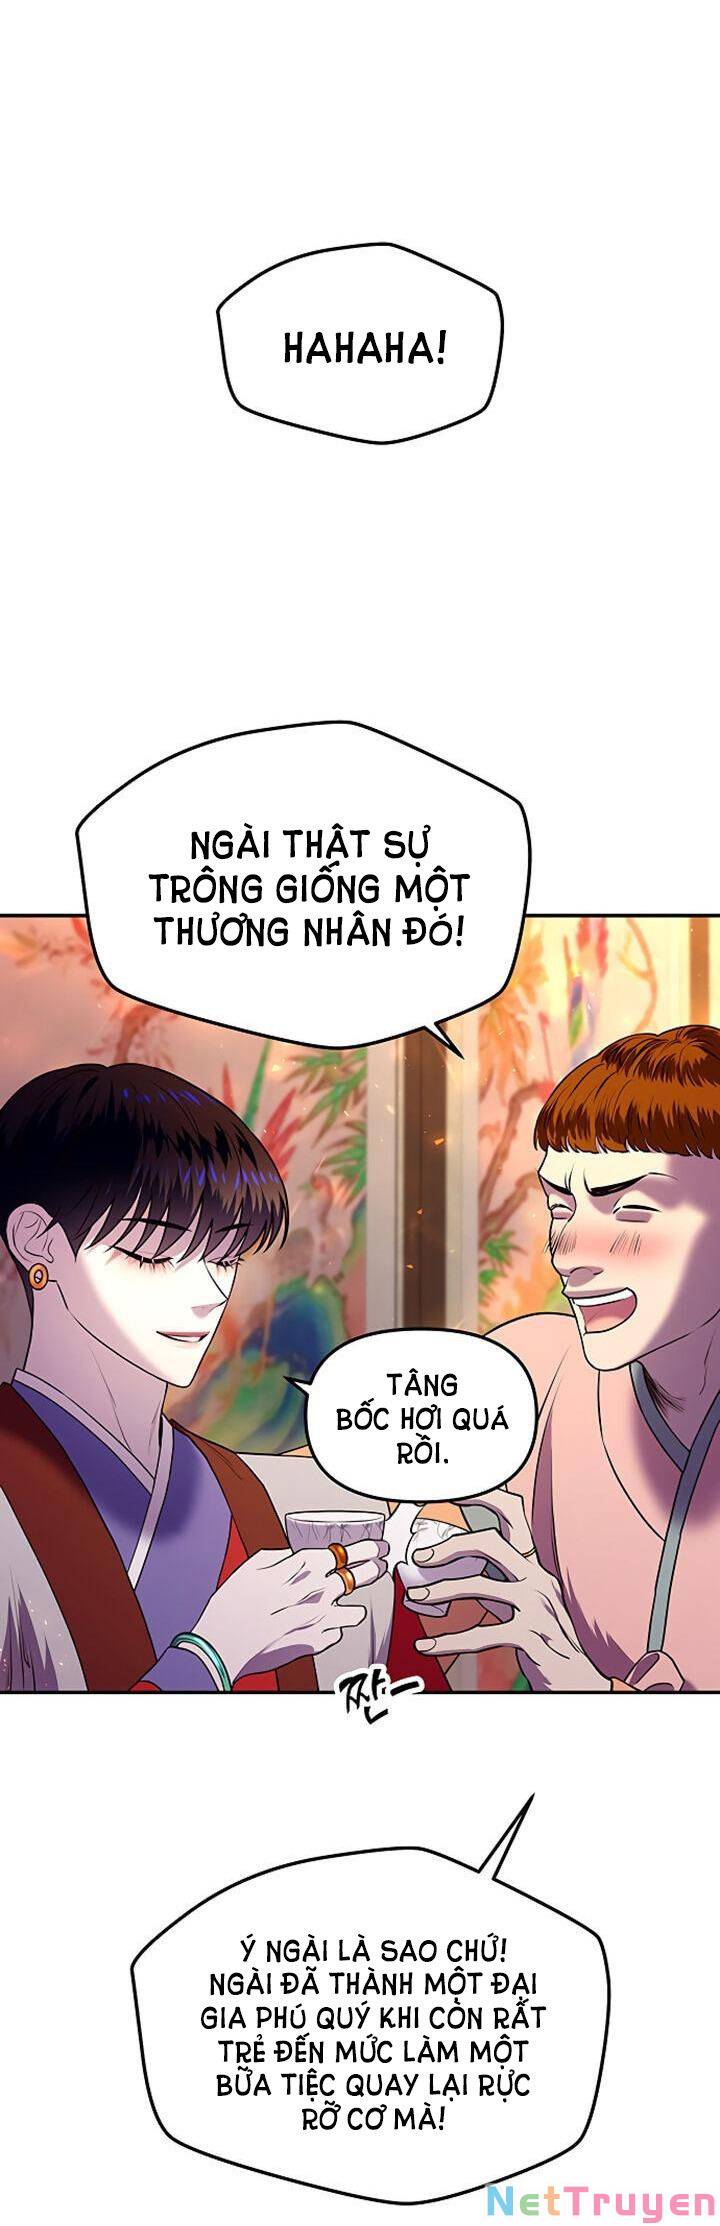 HAHAHA!
NGÀI THẬT SỰ
TRÔNG GIỐNG MỘT
THƯƠNG NHÂN ĐÓ!
TÂNG
BỐC HƠI QUÁ
RỒI.
짠-
Ý NGÀI LÀ SAO CHỨ!
NGÀI ĐÃ THÀNH MỘT ĐẠI
GIA PHÚ QUÝ KHI CÒN RẤT
TRẺ ĐẾN MỨC LÀM MỘT
BỮA TIỆC QUAY LẠI RỰC
RỠ CƠ MÀ!
NetTruyen